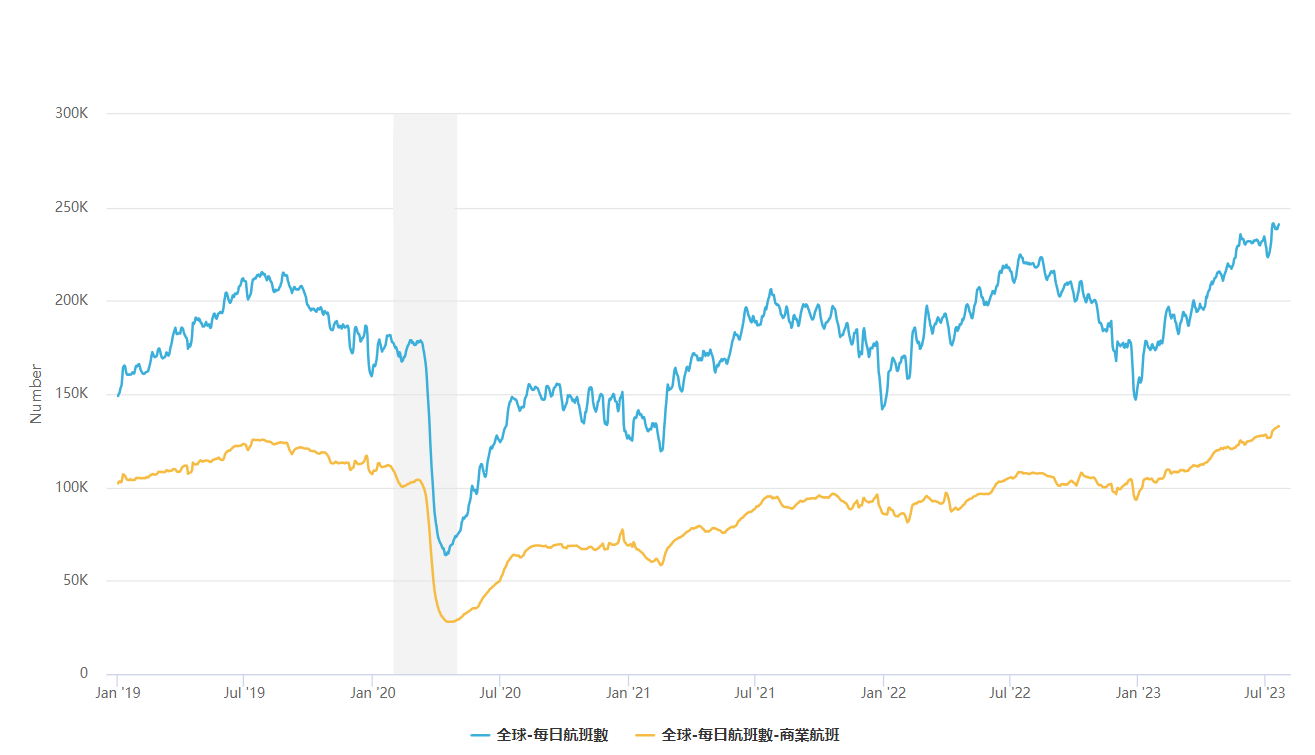 300K
250K
200K
150K
100K
50K
0
Number
Jan '19
Jul '19
Jan '20
Jul '20
Jan '21
Jul '21
Jan '22
Jul '22
Jan '23
Jul '23
全球-每日航班數
全球-每日航班數-商業航班